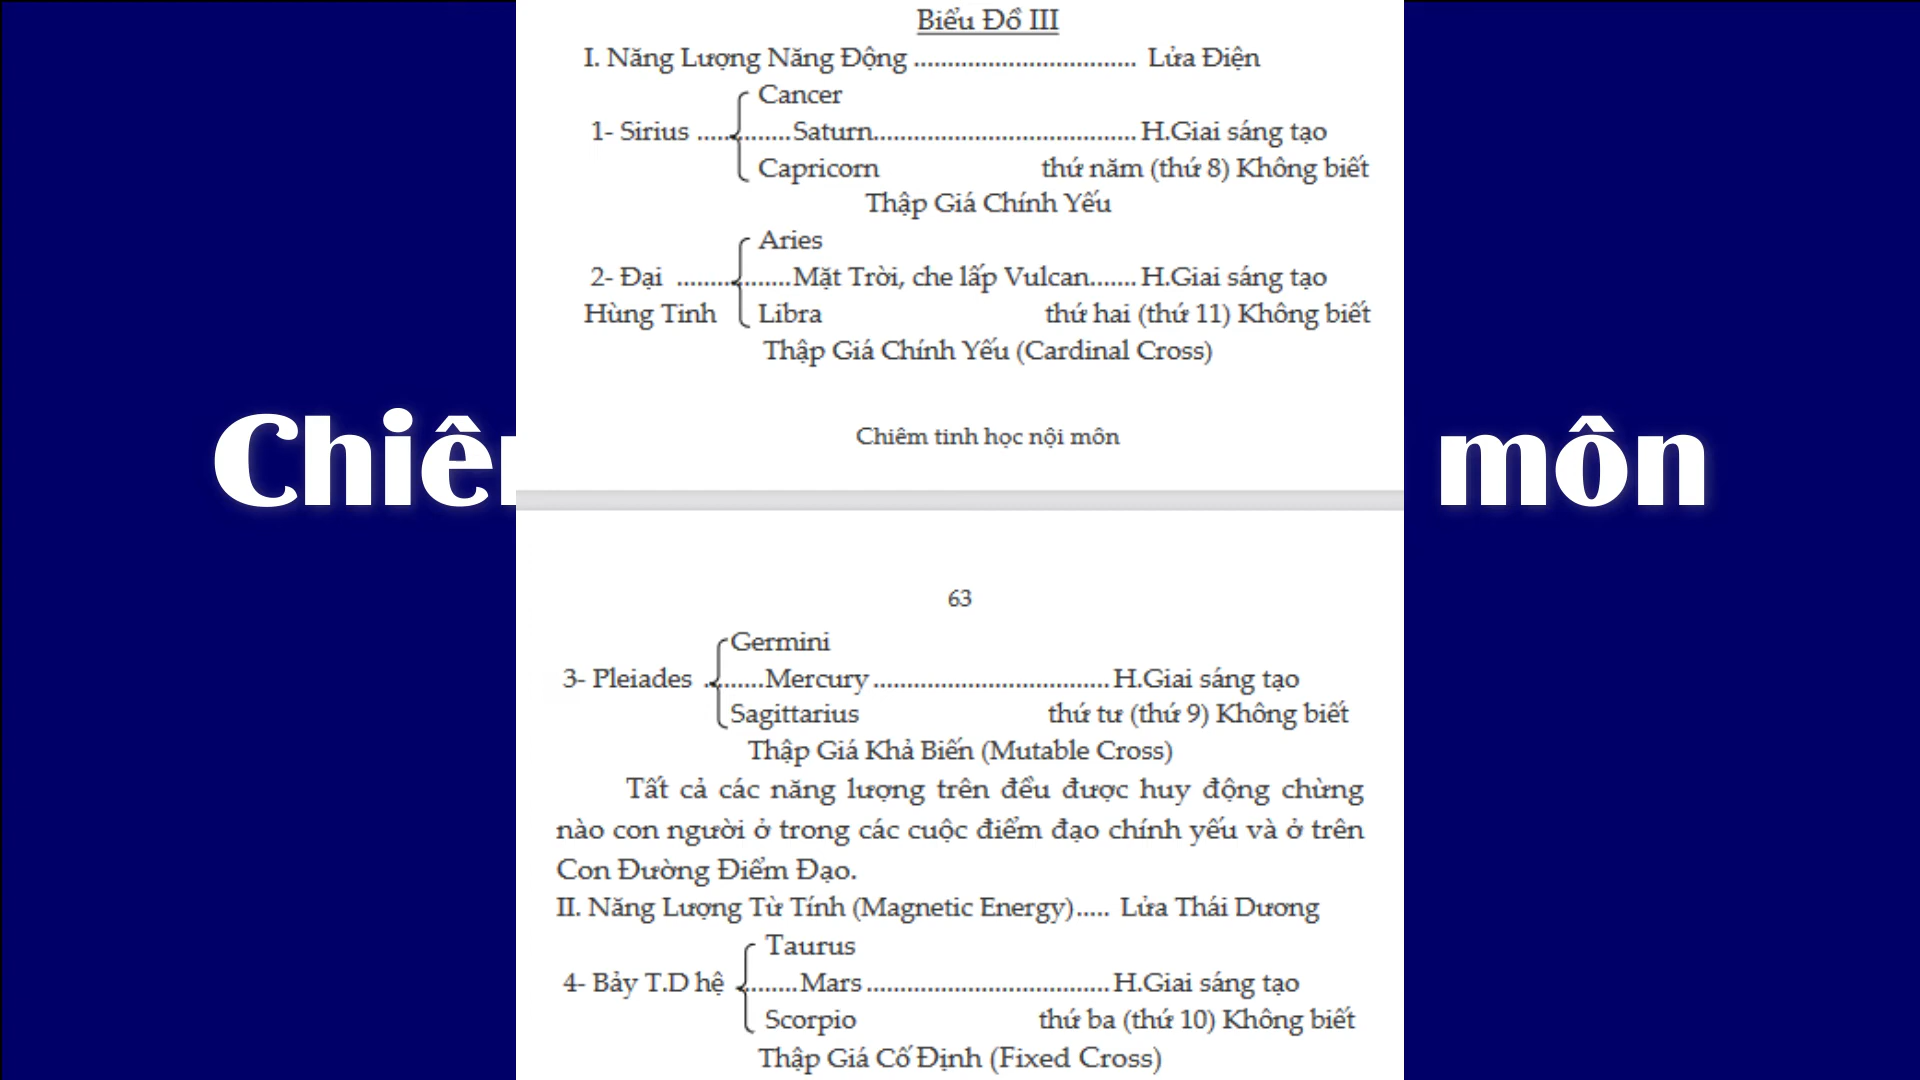 Biểu Đồ III
I. Năng Lượng Năng Động ................................. Lửa Điện
Cancer
1- Sirius ..............Saturn....................................... H.Giai sáng tạo
Capricorn thứ năm (thứ 8) Không biết
Thập Giá Chính Yếu
Aries
2- Đại .................Mặt Trời, che lấp Vulcan....... H.Giai sáng tạo
Hùng Tinh Libra thứ hai (thứ 11) Không biết
Thập Giá Chính Yếu (Cardinal Cross)
Chiêm tinh học nội môn
Chiê môn
63
Germini
3- Pleiades .........Mercury ................................... H.Giai sáng tạo
Sagittarius thứ tư (thứ 9) Không biết
Thập Giá Khả Biến (Mutable Cross)
Tất cả các năng lượng trên đều được huy động chừng
nào con người ở trong các cuộc điểm đạo chính yếu và ở trên
Con Đường Điểm Đạo.
II. Năng Lượng Từ Tính (Magnetic Energy)..... Lửa Thái Dương
Taurus
4- Bảy T.D hệ .........Mars .................................... H.Giai sáng tạo
Scorpio thứ ba (thứ 10) Không biết
Thập Giá Cố Định (Fixed Cross)